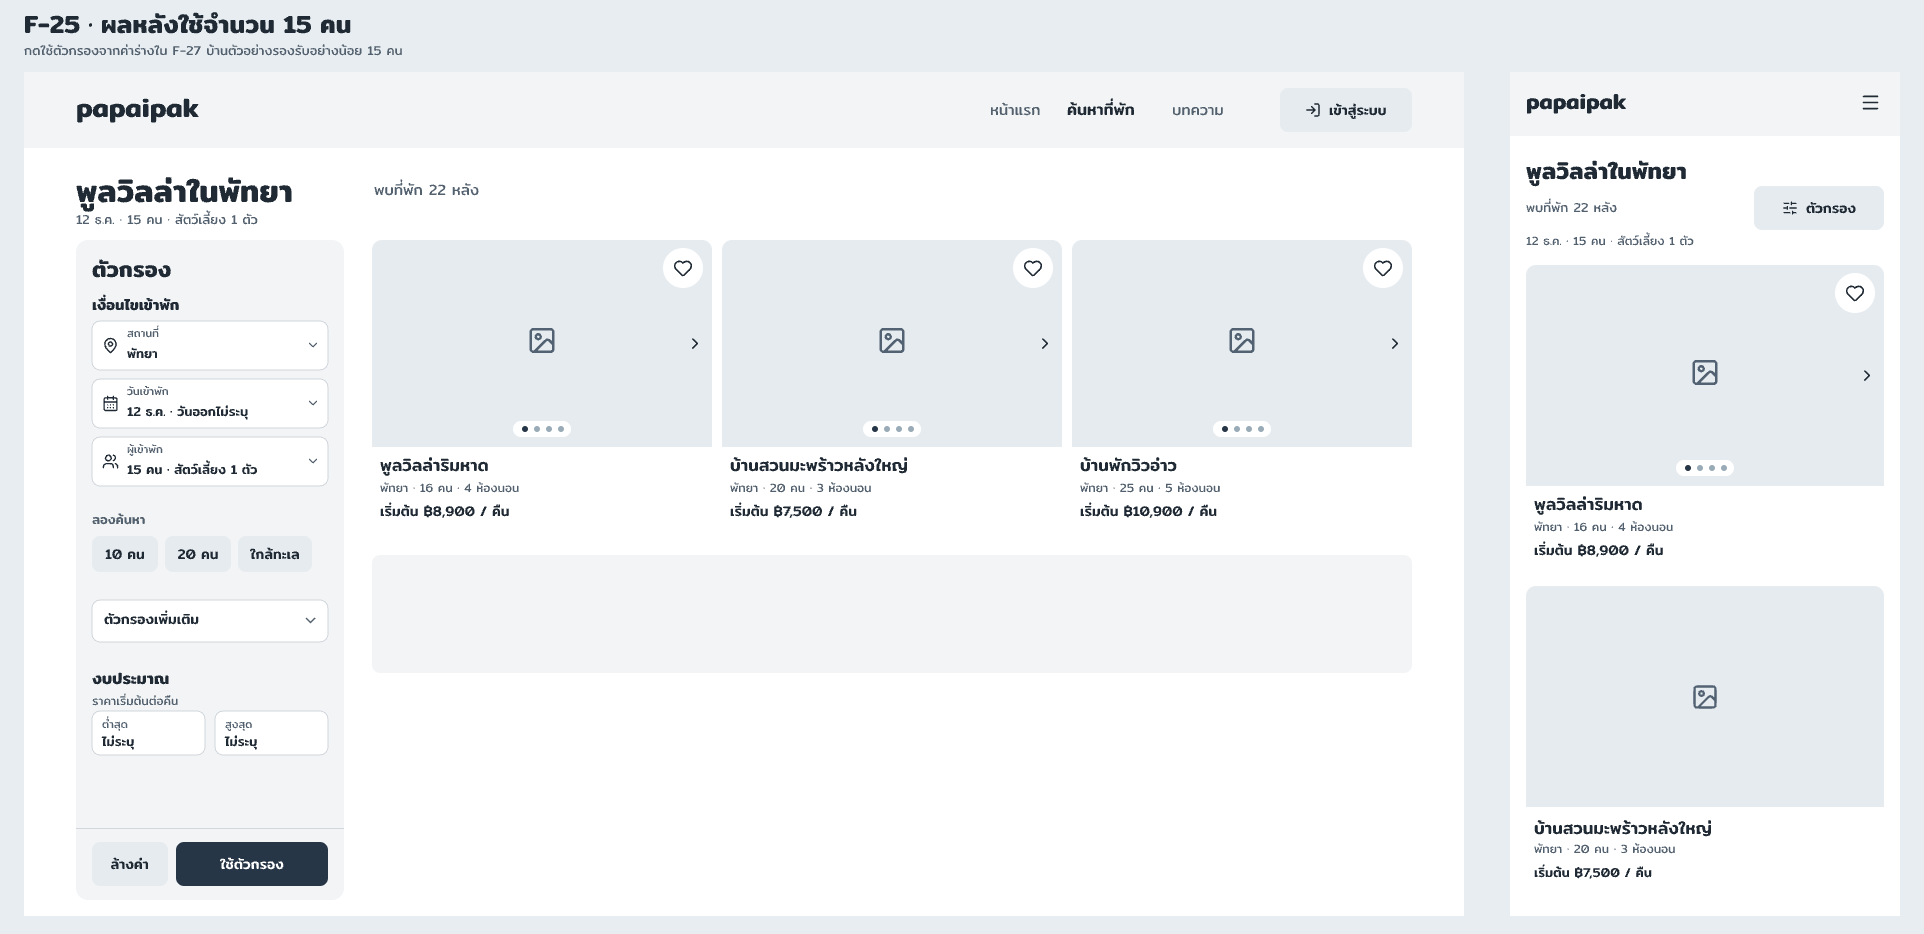 F-25 · ผลหลังใช้จำนวน 15 คน
กดใช้ตัวกรองจากค่าร่างใน F-27 บ้านตัวอย่างรองรับอย่างน้อย 15 คน
papaipak
หน้าแรก
ค้นหาที่พัก
บทความ
เข้าสู่ระบบ
พูลวิลล่าในพัทยา
12 ธ.ค. · 15 คน · สัตว์เลี้ยง 1 ตัว
พบที่พัก 22 หลัง
ตัวกรอง
เงื่อนไขเข้าพัก
สถานที่
พัทยา
วันเข้าพัก
12 ธ.ค. · วันออกไม่ระบุ
ผู้เข้าพัก
15 คน · สัตว์เลี้ยง 1 ตัว
ลองค้นหา
10 คน
20 คน
ใกล้ทะเล
ตัวกรองเพิ่มเติม
งบประมาณ
ราคาเริ่มต้นต่อคืน
ต่ำสุด
ไม่ระบุ
สูงสุด
ไม่ระบุ
ล้างค่า
ใช้ตัวกรอง
พูลวิลล่าริมหาด
พัทยา · 16 คน · 4 ห้องนอน
เริ่มต้น ฿8,900 / คืน
บ้านสวนมะพร้าวหลังใหญ่
พัทยา · 20 คน · 3 ห้องนอน
เริ่มต้น ฿7,500 / คืน
บ้านพักวิวอ่าว
พัทยา · 25 คน · 5 ห้องนอน
เริ่มต้น ฿10,900 / คืน
papaipak
พูลวิลล่าในพัทยา
พบที่พัก 22 หลัง
ตัวกรอง
12 ธ.ค. · 15 คน · สัตว์เลี้ยง 1 ตัว
พูลวิลล่าริมหาด
พัทยา · 16 คน · 4 ห้องนอน
เริ่มต้น ฿8,900 / คืน
บ้านสวนมะพร้าวหลังใหญ่
พัทยา · 20 คน · 3 ห้องนอน
เริ่มต้น ฿7,500 / คืน